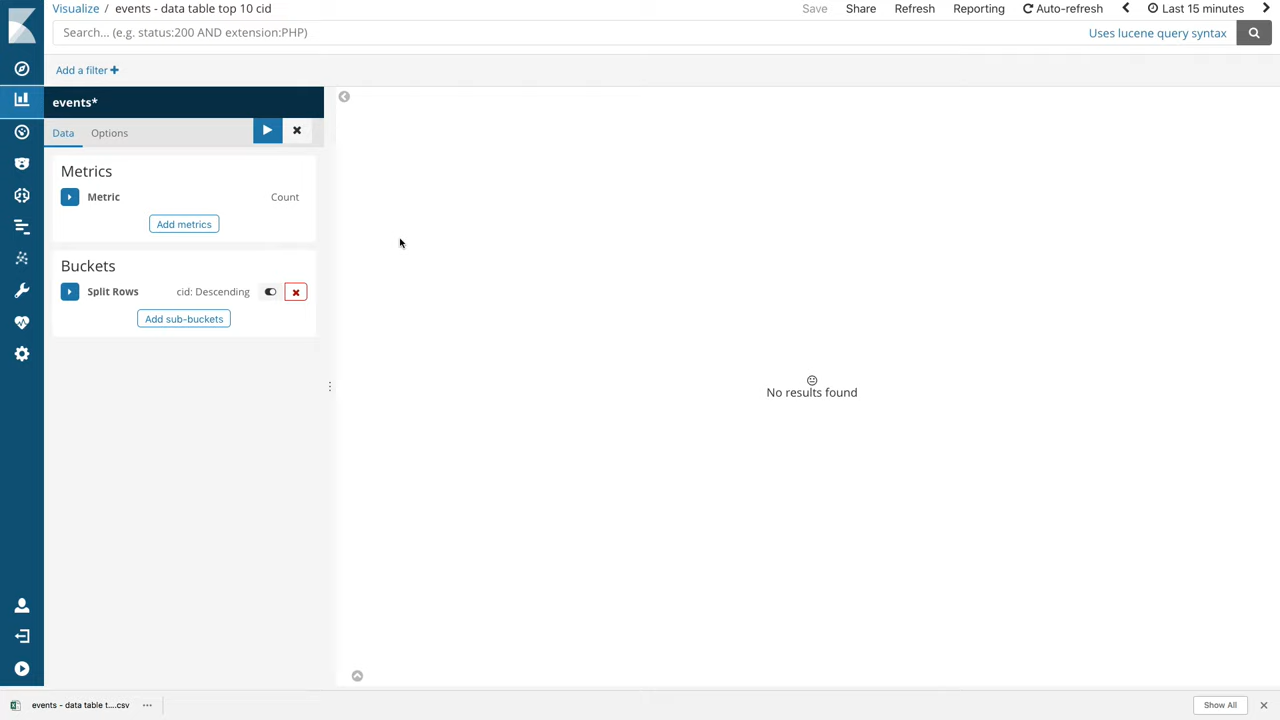 Visualize / events - data table top 10 cid
Save Share Refresh Reporting Auto-refresh Last 15 minutes
Search... (e.g. status:200 AND extension:PHP) Uses lucene query syntax
Add a filter +
events*
Data Options
Metrics
Metric Count
Add metrics
Buckets
Split Rows cid: Descending
Add sub-buckets
No results found
events - data table t....csv
Show All